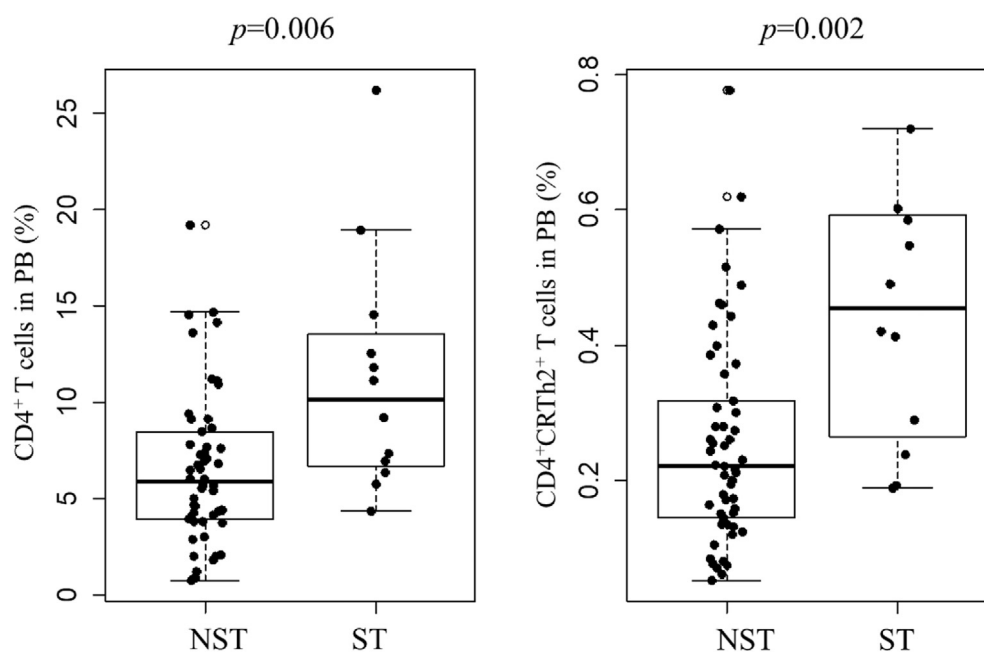 p=0.006
CD4⁺ T cells in PB (%)
25
20
15
10
5
0
NST ST
p=0.002
CD4⁺CRTh2⁺ T cells in PB (%)
0.8
0.6
0.4
0.2
NST ST